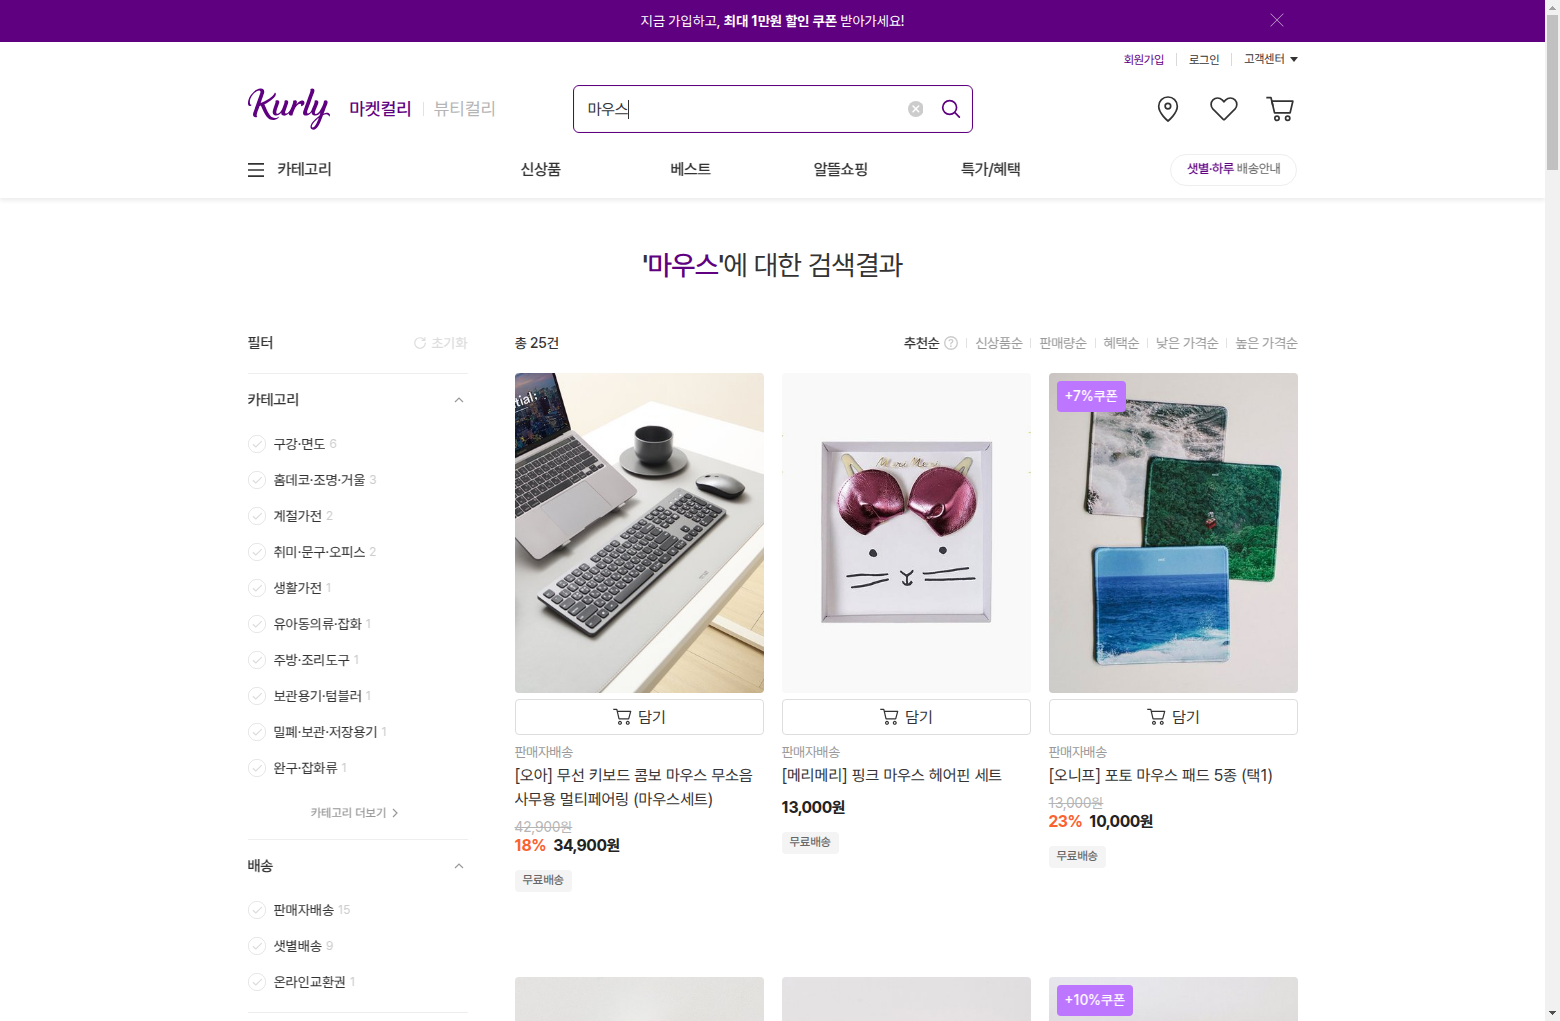 지금 가입하고, 최대 1만원 할인 쿠폰 받아가세요!
회원가입 로그인 고객센터
Kurly 마켓컬리 뷰티컬리
마우스
카테고리 신상품 베스트 알뜰쇼핑 특가/혜택 샛별·하루 배송안내
'마우스'에 대한 검색결과
필터 초기화
카테고리
구강·면도 6
홈데코·조명·거울 3
계절가전 2
취미·문구·오피스 2
생활가전 1
유아동의류·잡화 1
주방·조리도구 1
보관용기·텀블러 1
밀폐·보관·저장용기 1
완구·잡화류 1
카테고리 더보기
배송
판매자배송 15
샛별배송 9
온라인교환권 1
총 25건
추천순 신상품순 판매량순 혜택순 낮은 가격순 높은 가격순
tial:
담기
판매자배송
[오아] 무선 키보드 콤보 마우스 무소음
사무용 멀티페어링 (마우스세트)
42,900원
18% 34,900원
무료배송
Meri Meri
담기
판매자배송
[메리메리] 핑크 마우스 헤어핀 세트
13,000원
무료배송
+7%쿠폰
담기
판매자배송
[오니프] 포토 마우스 패드 5종 (택1)
13,000원
23% 10,000원
무료배송
+10%쿠폰